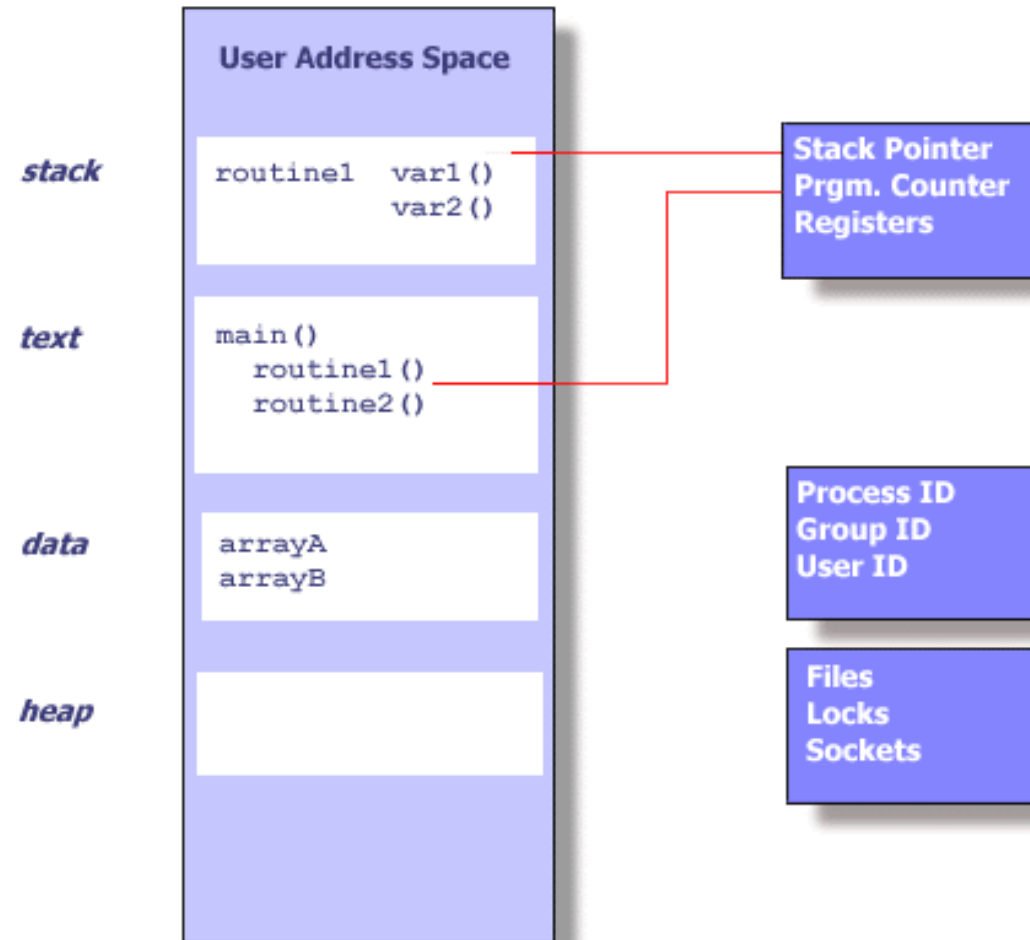 User Address Space
stack
routine1 var1()
var2()
text
main()
routine1()
routine2()
data
arrayA
arrayB
heap
Stack Pointer
Prgm. Counter
Registers
Process ID
Group ID
User ID
Files
Locks
Sockets